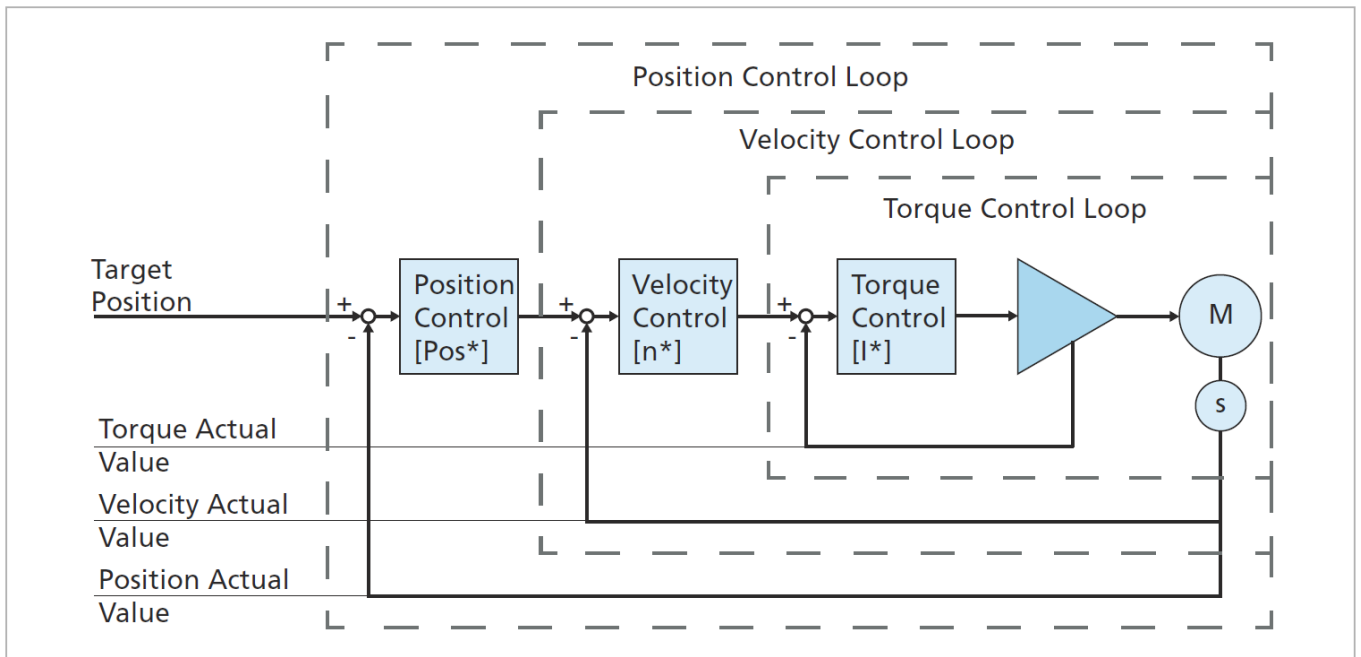 Position Control Loop
Velocity Control Loop
Torque Control Loop
Target
Position
+
-
Position
Control
[Pos*]
+
-
Velocity
Control
[n*]
+
-
Torque
Control
[I*]
M
s
Torque Actual
Value
Velocity Actual
Value
Position Actual
Value